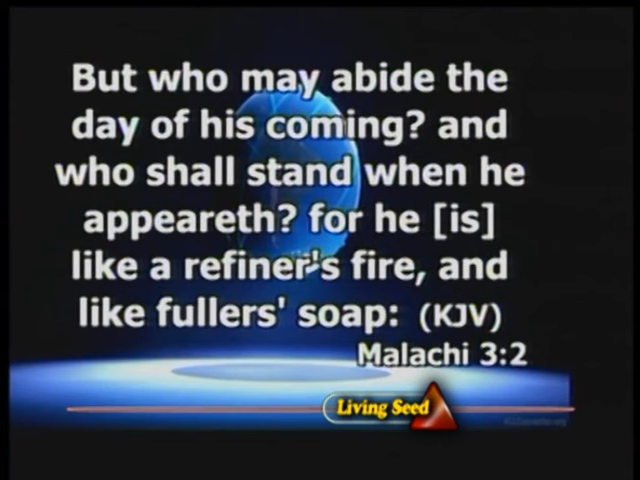 But who may abide the
day of his coming? and
who shall stand when he
appeareth? for he [is]
like a refiner's fire, and
like fullers' soap: (KJV)
Malachi 3:2
Living Seed